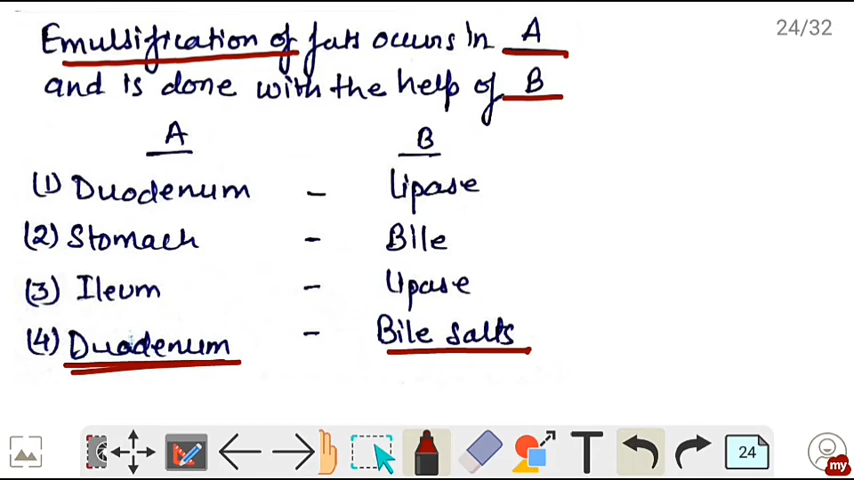 24/32
Emulsification of fats occurs in A
and is done with the help of B
A B
(1) Duodenum - Lipase
(2) Stomach - Bile
(3) Ileum - Lipase
(4) Duodenum - Bile salts
T 24 my